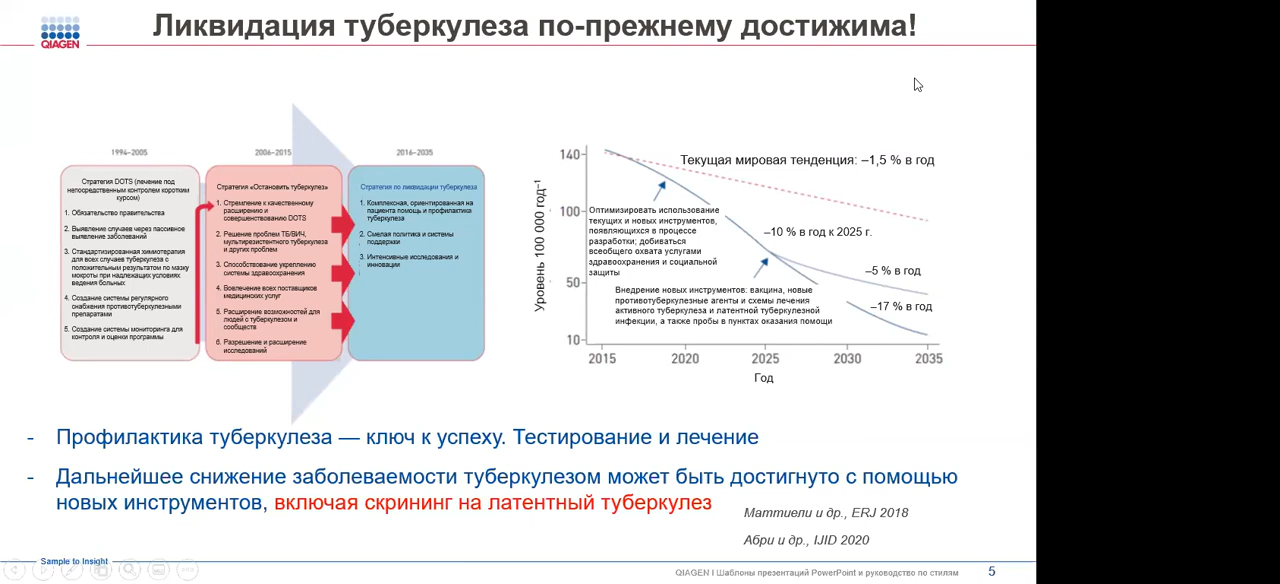 Ликвидация туберкулеза по-прежнему достижима!
QIAGEN
1994–2005
Стратегия DOTS (лечение под
непосредственным контролем коротким
курсом)
1. Обязательство правительства
2. Выявление случаев через пассивное
выявление заболеваний
3. Стандартизированная химиотерапия
для всех случаев туберкулеза с
положительным результатом по мазку
мокроты при надлежащих условиях
ведения больных
4. Создание системы регулярного
снабжения противотуберкулезными
препаратами
5. Создание системы мониторинга для
контроля и оценки программы
2006–2015
Стратегия «Остановить туберкулез»
1. Стремление к качественному
расширению и
совершенствованию DOTS
2. Решение проблем ТБ/ВИЧ,
мультирезистентного туберкулеза
и других проблем
3. Способствование укреплению
системы здравоохранения
4. Вовлечение всех поставщиков
медицинских услуг
5. Расширение возможностей для
людей с туберкулезом и
сообществ
6. Разрешение и расширение
исследований
2016–2035
Стратегия по ликвидации туберкулеза
1. Комплексная, ориентированная на
пациента помощь и профилактика
туберкулеза
2. Смелая политика и системы
поддержки
3. Интенсивные исследования и
инновации
Уровень 100 000 год⁻¹
140
100
50
10
Текущая мировая тенденция: –1,5 % в год
Оптимизировать использование
текущих и новых инструментов,
появляющихся в процессе
разработки; добиваться
всеобщего охвата услугами
здравоохранения и социальной
защиты
–10 % в год к 2025 г.
–5 % в год
Внедрение новых инструментов: вакцина, новые
противотуберкулезные агенты и схемы лечения
активного туберкулеза и латентной туберкулезной
инфекции, а также пробы в пунктах оказания помощи
–17 % в год
2015 2020 2025 2030 2035
Год
- Профилактика туберкулеза — ключ к успеху. Тестирование и лечение
- Дальнейшее снижение заболеваемости туберкулезом может быть достигнуто с помощью
новых инструментов, включая скрининг на латентный туберкулез
Маттиели и др., ERJ 2018
Абри и др., IJID 2020
Sample to Insight
QIAGEN I Шаблоны презентаций PowerPoint и руководство по стилям
5